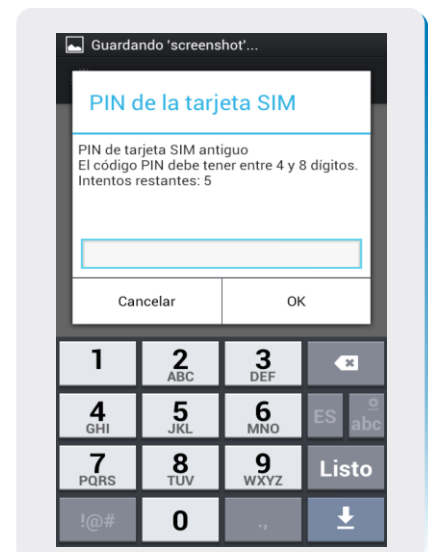 Guardando 'screenshot'...
PIN de la tarjeta SIM
PIN de tarjeta SIM antiguo
El código PIN debe tener entre 4 y 8 dígitos.
Intentos restantes: 5
Cancelar OK
1 2 3
ABC DEF
4 5 6 ES abc
GHI JKL MNO
7 8 9 Listo
PQRS TUV WXYZ
!@# 0 .,